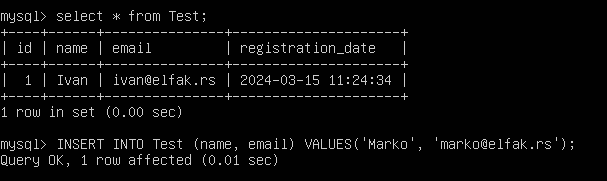 mysql> select * from Test;
+----+------+---------------+---------------------+
| id | name | email         | registration_date   |
+----+------+---------------+---------------------+
|  1 | Ivan | ivan@elfak.rs | 2024-03-15 11:24:34 |
+----+------+---------------+---------------------+
1 row in set (0.00 sec)
mysql> INSERT INTO Test (name, email) VALUES('Marko', 'marko@elfak.rs');
Query OK, 1 row affected (0.01 sec)